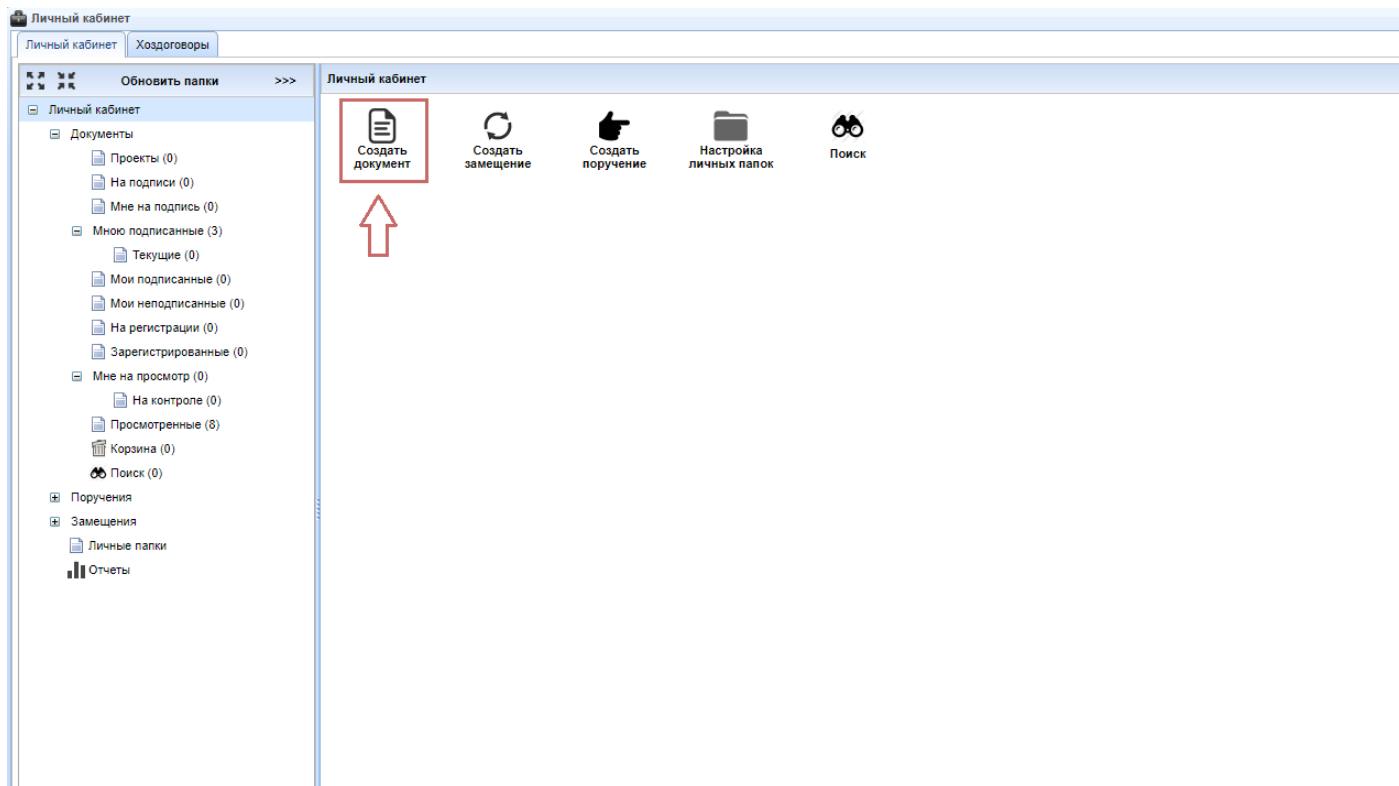 Личный кабинет
Личный кабинет
Хоздоговоры
Обновить папки >>>
Личный кабинет
Документы
Проекты (0)
На подписи (0)
Мне на подпись (0)
Мною подписанные (3)
Текущие (0)
Мои подписанные (0)
Мои неподписанные (0)
На регистрации (0)
Зарегистрированные (0)
Мне на просмотр (0)
На контроле (0)
Просмотренные (8)
Корзина (0)
Поиск (0)
Поручения
Замещения
Личные папки
Отчеты
Личный кабинет
Создать
документ
Создать
замещение
Создать
поручение
Настройка
личных папок
Поиск